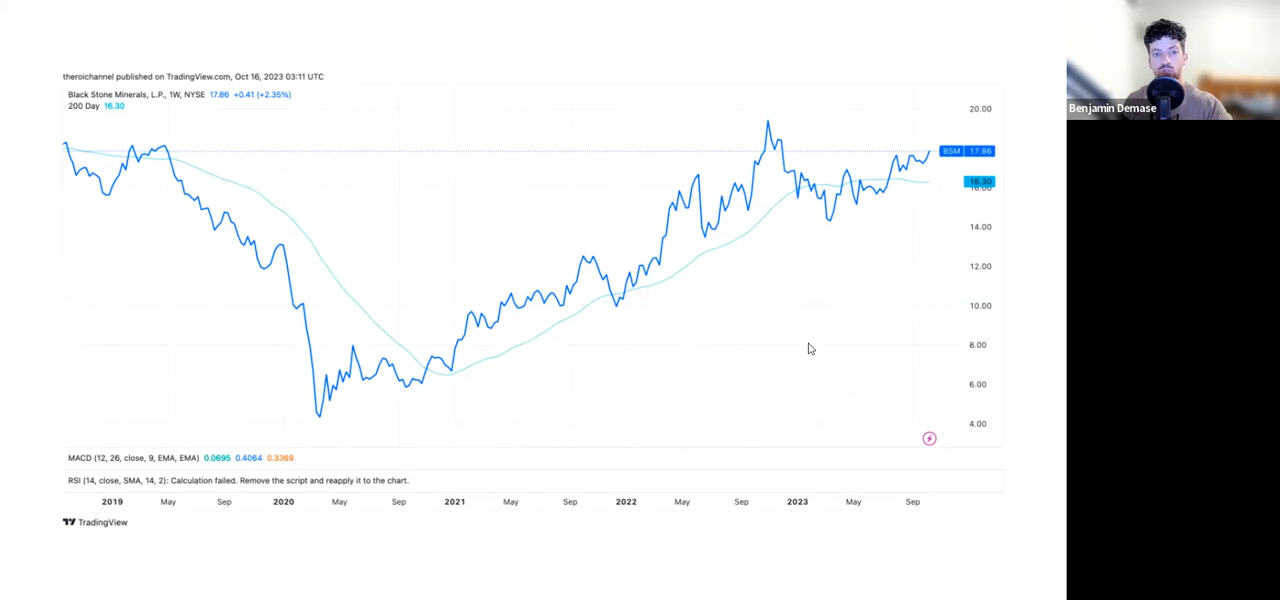 theroichannel published on TradingView.com, Oct 16, 2023 03:11 UTC
Black Stone Minerals, L.P., 1W, NYSE 17.86 +0.41 (+2.35%)
200 Day 16.30
20.00
BSM 17.86
16.30
16.00
14.00
12.00
10.00
8.00
6.00
4.00
MACD (12, 26, close, 9, EMA, EMA) 0.0695 0.4064 0.3369
RSI (14, close, SMA, 14, 2): Calculation failed. Remove the script and reapply it to the chart.
2019 May Sep 2020 May Sep 2021 May Sep 2022 May Sep 2023 May Sep
TradingView
Benjamin Demase